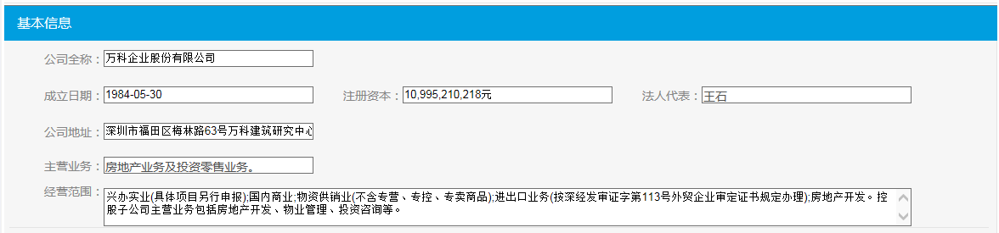 基本信息
公司全称：万科企业股份有限公司
成立日期：1984-05-30 注册资本：10,995,210,218元 法人代表：王石
公司地址：深圳市福田区梅林路63号万科建筑研究中心
主营业务：房地产业务及投资零售业务。
经营范围：兴办实业(具体项目另行申报);国内商业;物资供销业(不含专营、专控、专卖商品);进出口业务(按深经发审证字第113号外贸企业审定证书规定办理);房地产开发。控
股子公司主营业务包括房地产开发、物业管理、投资咨询等。